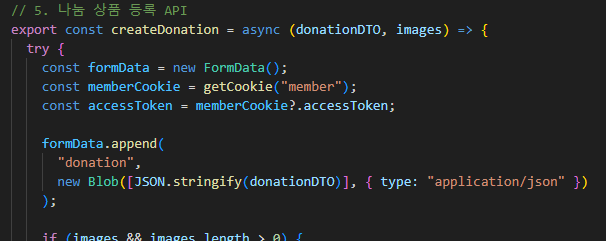 // 5. 나눔 상품 등록 API
export const createDonation = async (donationDTO, images) => {
try {
const formData = new FormData();
const memberCookie = getCookie("member");
const accessToken = memberCookie?.accessToken;
formData.append(
"donation",
new Blob([JSON.stringify(donationDTO)], { type: "application/json" })
);
if (images && images.length > 0) {